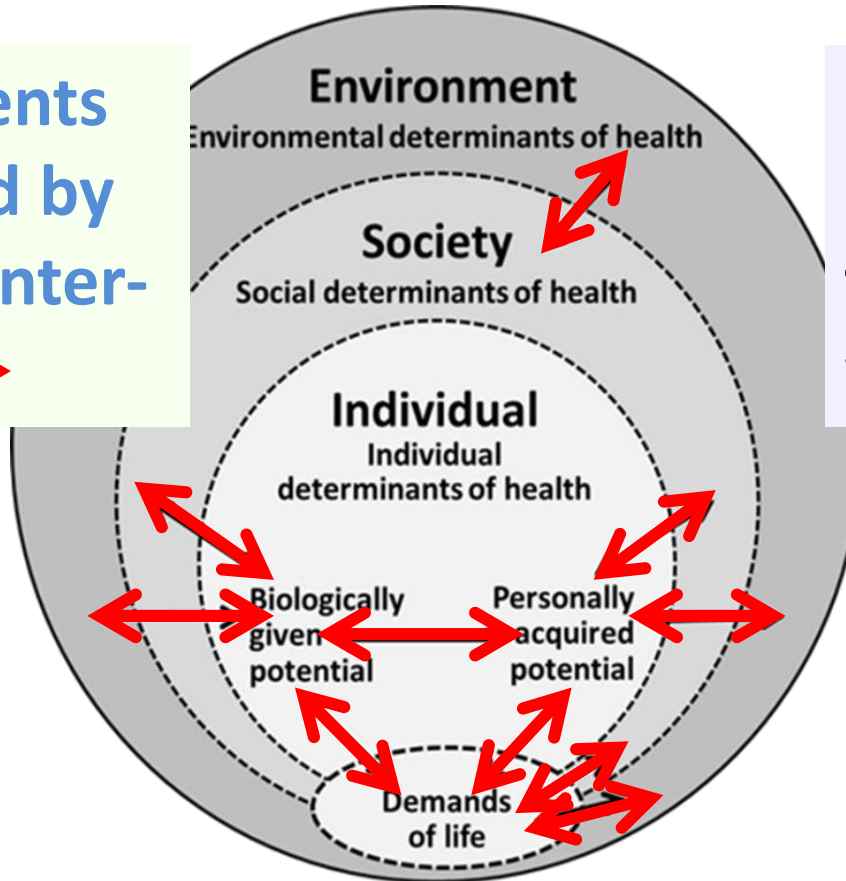 ents
d by
nter-
Environment
Environmental determinants of health
Society
Social determinants of health
Individual
Individual
determinants of health
Biologically
given
potential
Personally
acquired
potential
Demands
of life